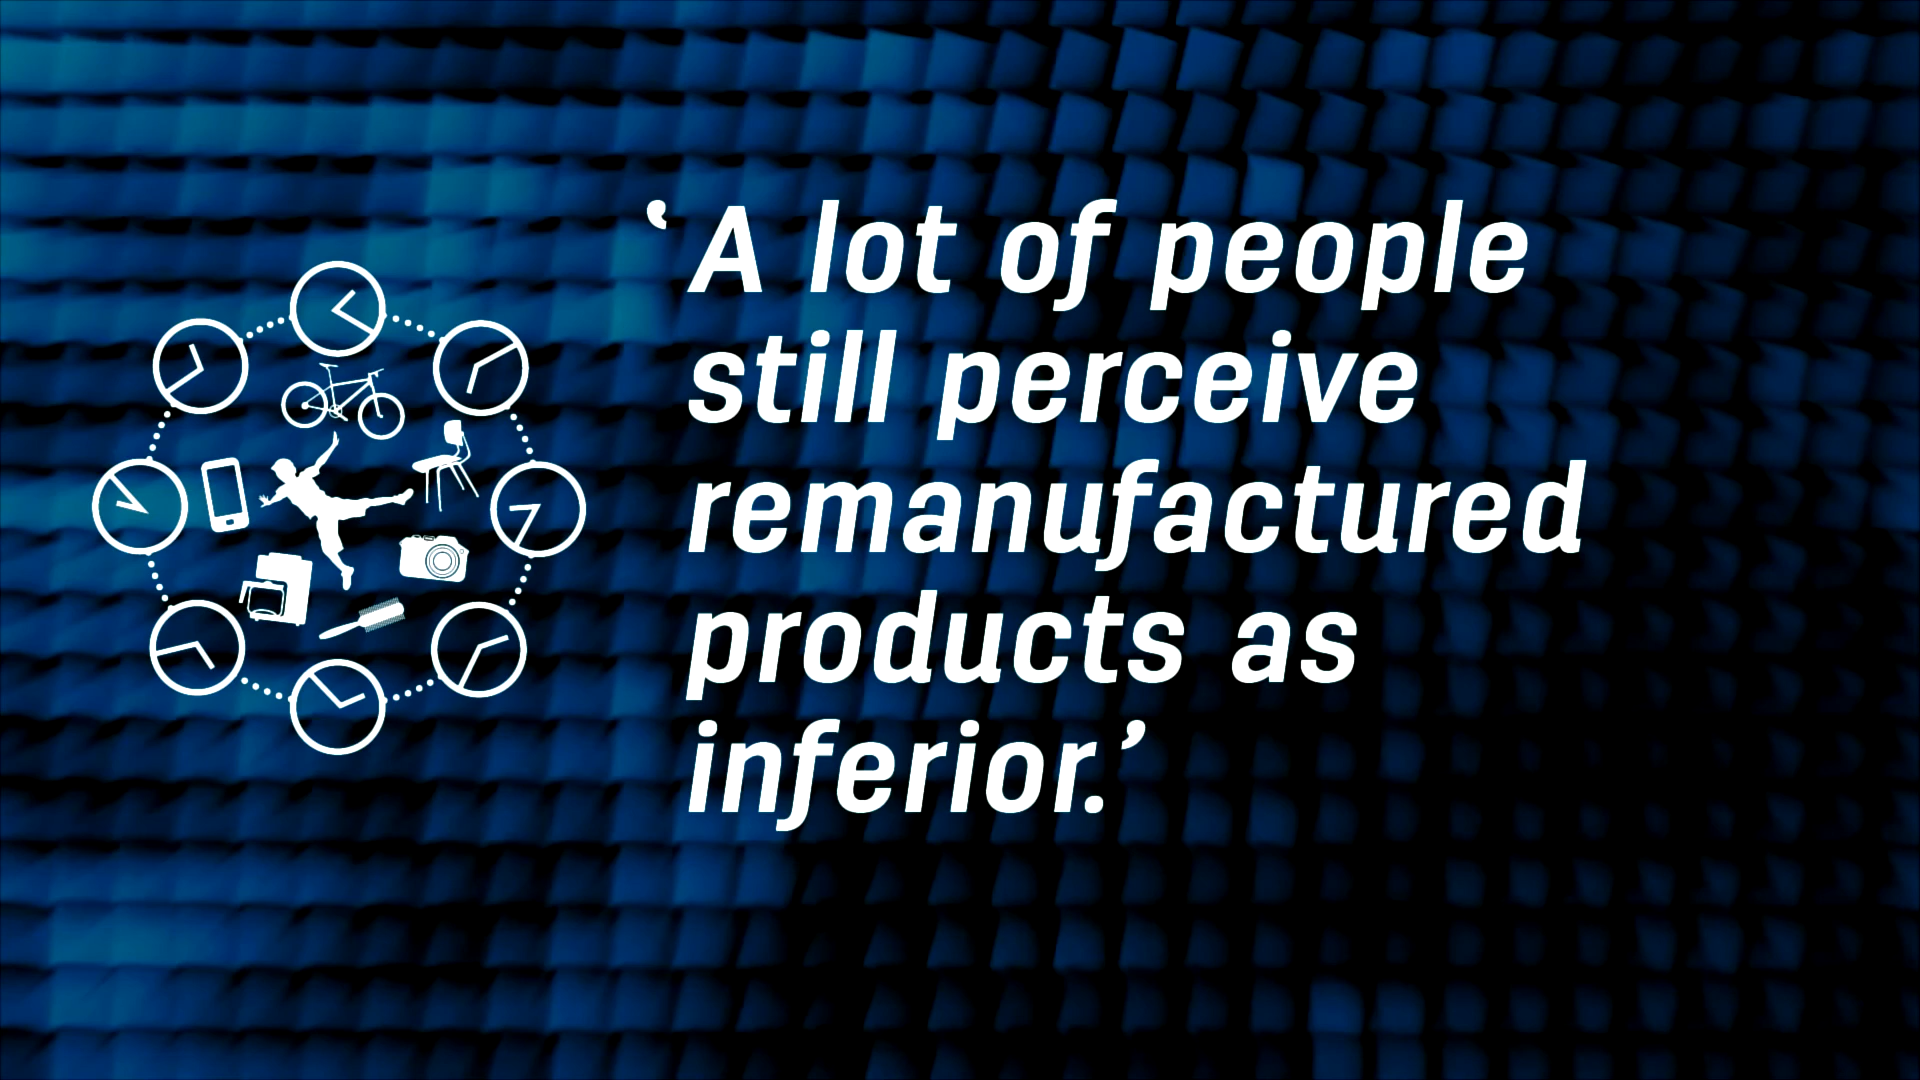 ‘A lot of people
still perceive
remanufactured
products as
inferior.’